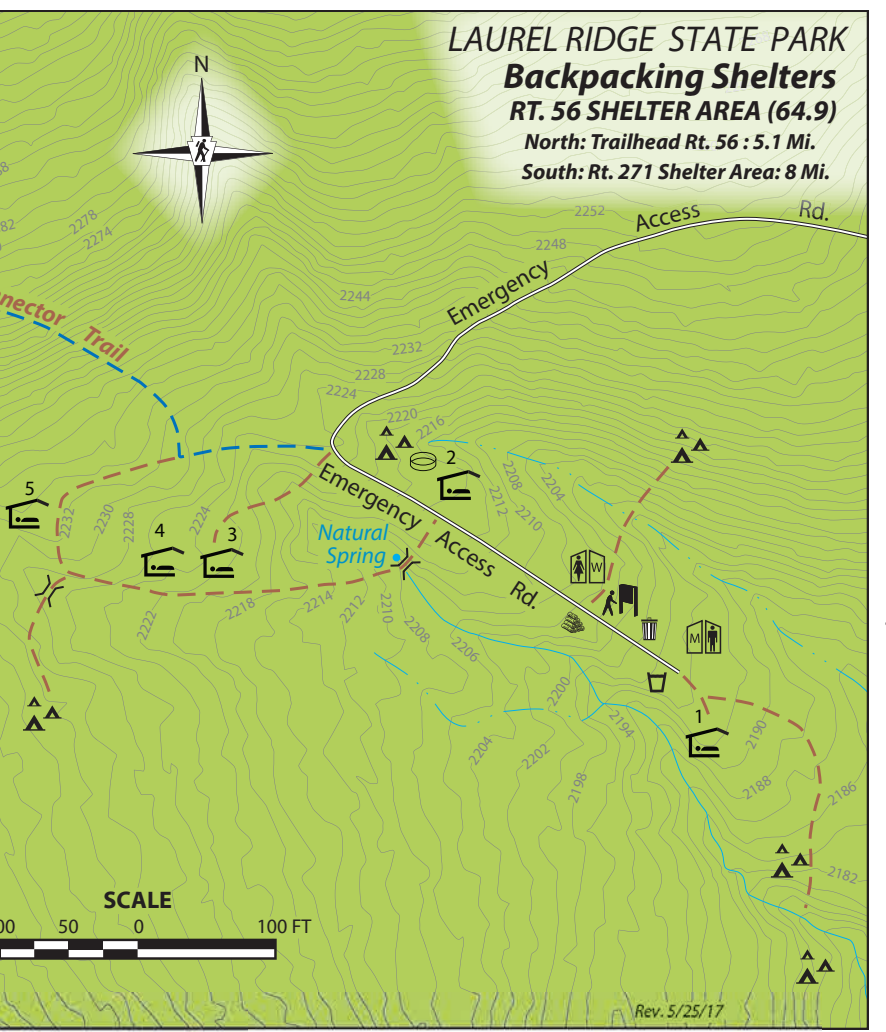 LAUREL RIDGE STATE PARK
Backpacking Shelters
RT. 56 SHELTER AREA (64.9)
North: Trailhead Rt. 56 : 5.1 Mi.
South: Rt. 271 Shelter Area: 8 Mi.
N
2278
2274
82
2252
Access
Rd.
2248
Emergency
2244
nector Trail
2232
2228
2224
2220
2216
2
2208
2204
2212
2210
5
2232
2230
2228
2224
4
3
Emergency
Access
Rd.
Natural
Spring
W
M
2222
2218
2214
2212
2210
2208
2206
2200
2194
1
2190
2204
2202
2198
2188
2186
2182
SCALE
00 50 0 100 FT
Rev. 5/25/17